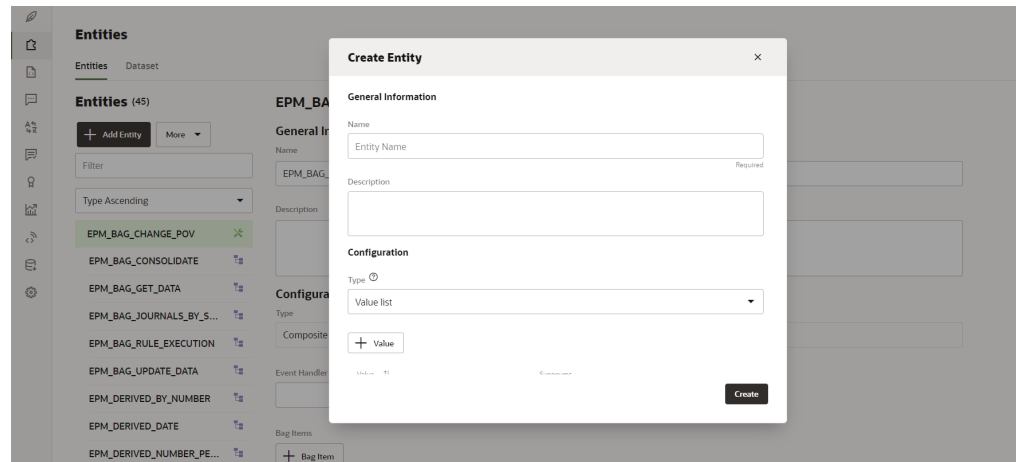 Entities
Entities Dataset
Entities (45)
Add Entity More
Filter
Type Ascending
EPM_BAG_CHANGE_POV
EPM_BAG_CONSOLIDATE
EPM_BAG_GET_DATA
EPM_BAG_JOURNALS_BY_S...
EPM_BAG_RULE_EXECUTION
EPM_BAG_UPDATE_DATA
EPM_DERIVED_BY_NUMBER
EPM_DERIVED_DATE
EPM_DERIVED_NUMBER_PE...
EPM_BA
General In
Name
EPM_BAG_
Description
Configura
Type
Composite
Event Handler
Bag Items
+ Bag Item
Create Entity
General Information
Name
Entity Name
Required
Description
Configuration
Type
Value list
+ Value
Value Synonyms
Create